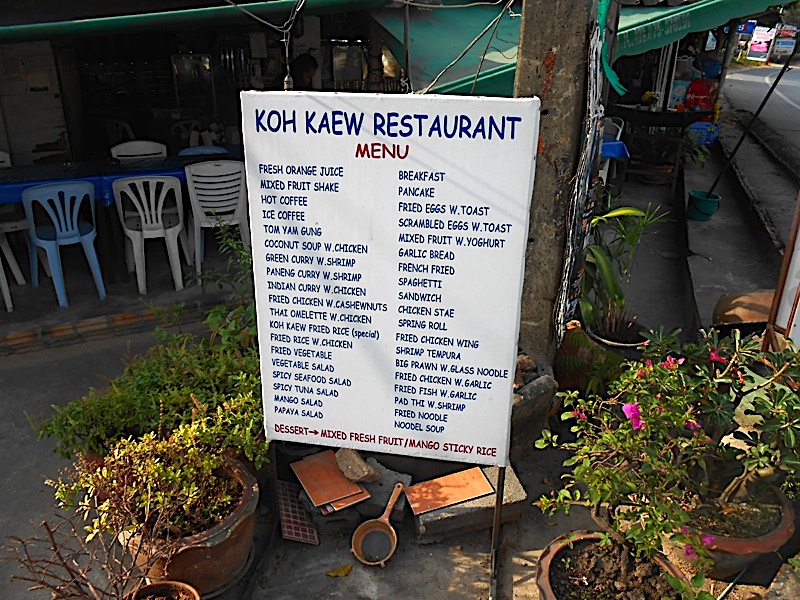 KOH KAEW RESTAURANT
MENU
FRESH ORANGE JUICE
MIXED FRUIT SHAKE
HOT COFFEE
ICE COFFEE
TOM YAM GUNG
COCONUT SOUP W.CHICKEN
GREEN CURRY W.SHRIMP
PANENG CURRY W.SHRIMP
INDIAN CURRY W.CHICKEN
FRIED CHICKEN W.CASHEWNUTS
THAI OMELETTE W.CHICKEN
KOH KAEW FRIED RICE (special)
FRIED RICE W.CHICKEN
FRIED VEGETABLE
VEGETABLE SALAD
SPICY SEAFOOD SALAD
SPICY TUNA SALAD
MANGO SALAD
PAPAYA SALAD
BREAKFAST
PANCAKE
FRIED EGGS W.TOAST
SCRAMBLED EGGS W.TOAST
MIXED FRUIT W.YOGHURT
GARLIC BREAD
FRENCH FRIED
SPAGHETTI
SANDWICH
CHICKEN STAE
SPRING ROLL
FRIED CHICKEN WING
SHRIMP TEMPURA
BIG PRAWN W.GLASS NOODLE
FRIED CHICKEN W.GARLIC
FRIED FISH W.GARLIC
PAD THI W.SHRIMP
FRIED NOODLE
NOODEL SOUP
DESSERT→ MIXED FRESH FRUIT/MANGO STICKY RICE